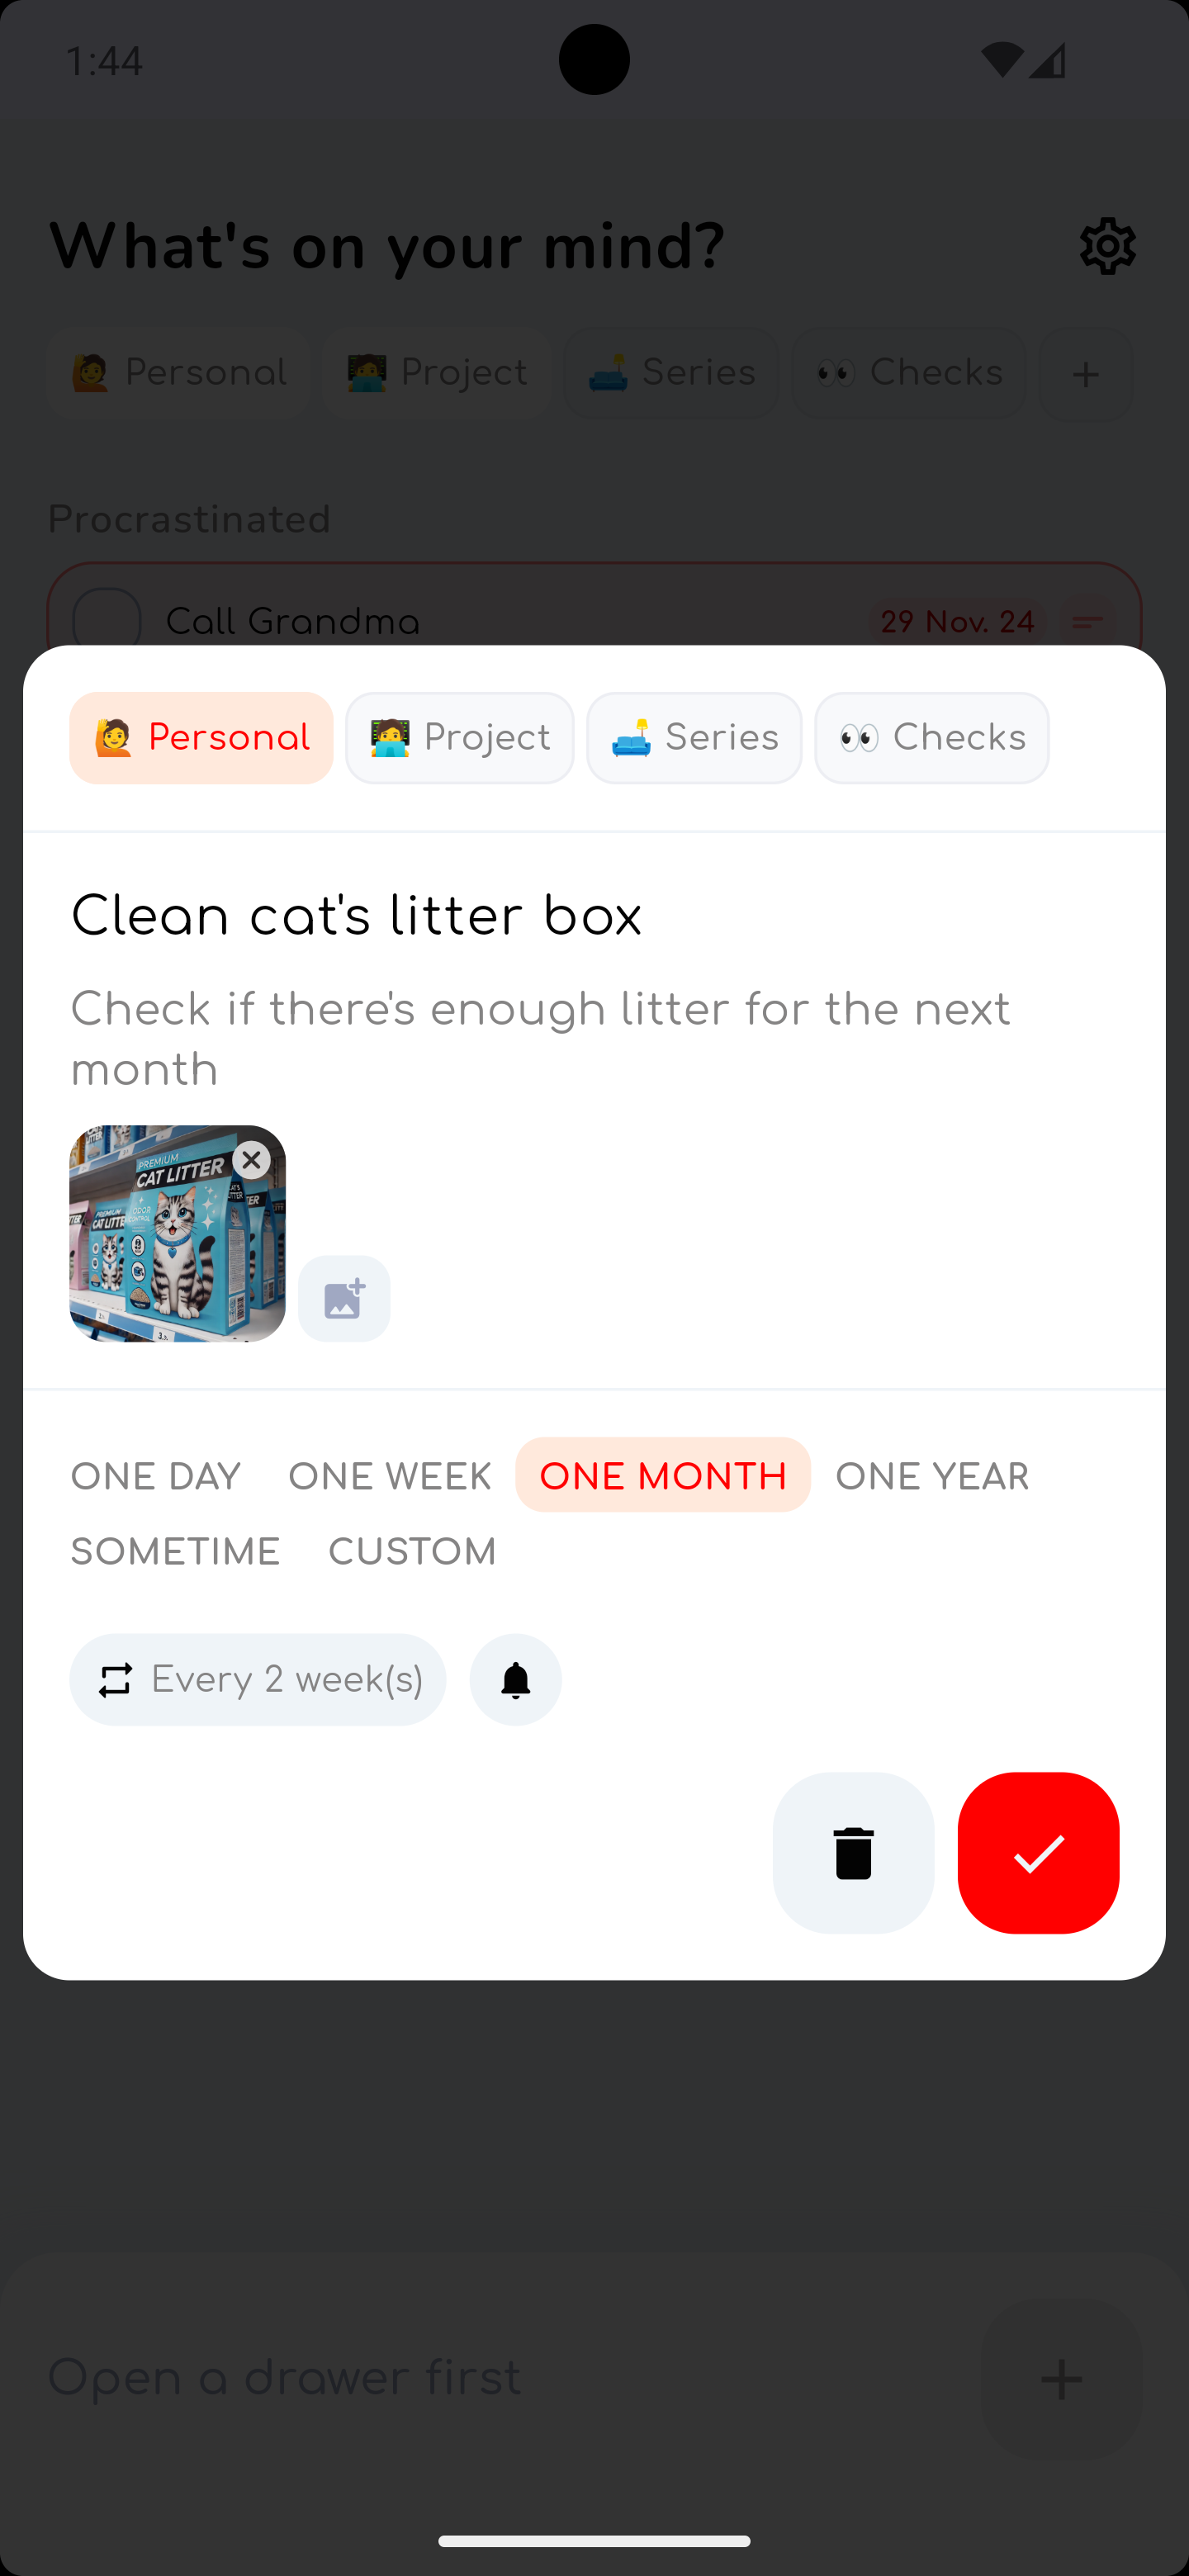 1:44
What's on your mind?
Personal Project Series Checks
Procrastinated
Call Grandma 29 Nov. 24
Personal Project Series Checks
Clean cat's litter box
Check if there's enough litter for the next
month
PREMIUM
CAT LITTER
ODOR
CONTROL
ONE DAY ONE WEEK ONE MONTH ONE YEAR
SOMETIME CUSTOM
Every 2 week(s)
Open a drawer first